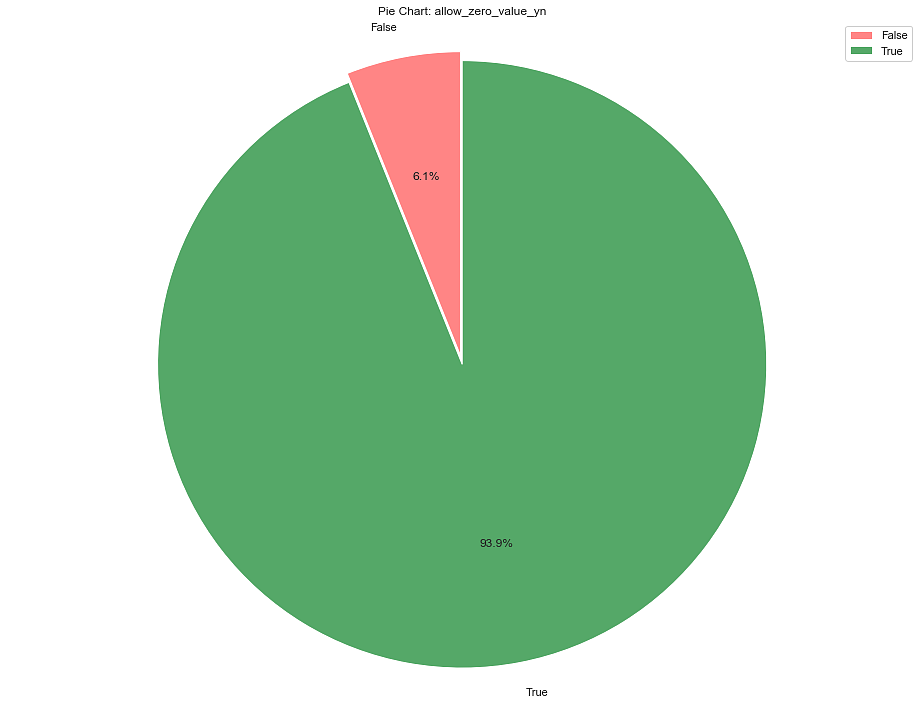 Pie Chart: allow_zero_value_yn
False
False
True
6.1%
93.9%
True